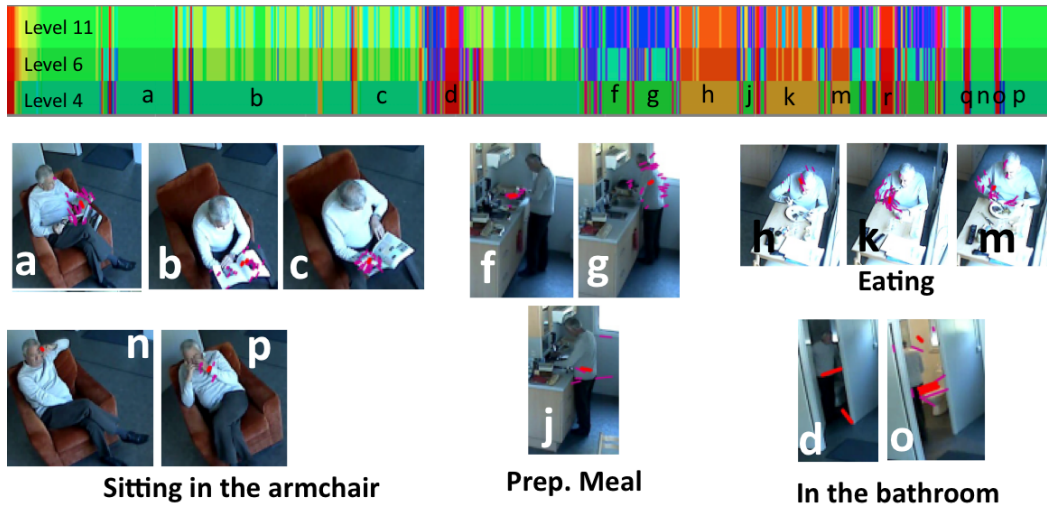 Level 11
Level 6
Level 4 a b c d f g h j k m r q n o p
a b c f g h k m
Eating
n p j d o
Sitting in the armchair
Prep. Meal
In the bathroom